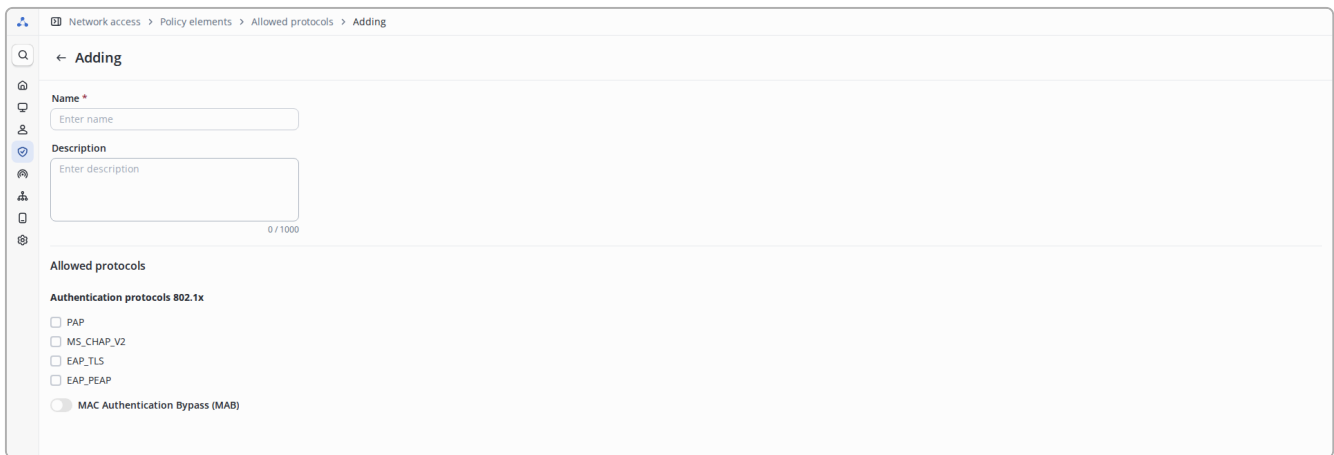 Network access > Policy elements > Allowed protocols > Adding
← Adding
Name *
Enter name
Description
Enter description
0 / 1000
Allowed protocols
Authentication protocols 802.1x
PAP
MS_CHAP_V2
EAP_TLS
EAP_PEAP
MAC Authentication Bypass (MAB)